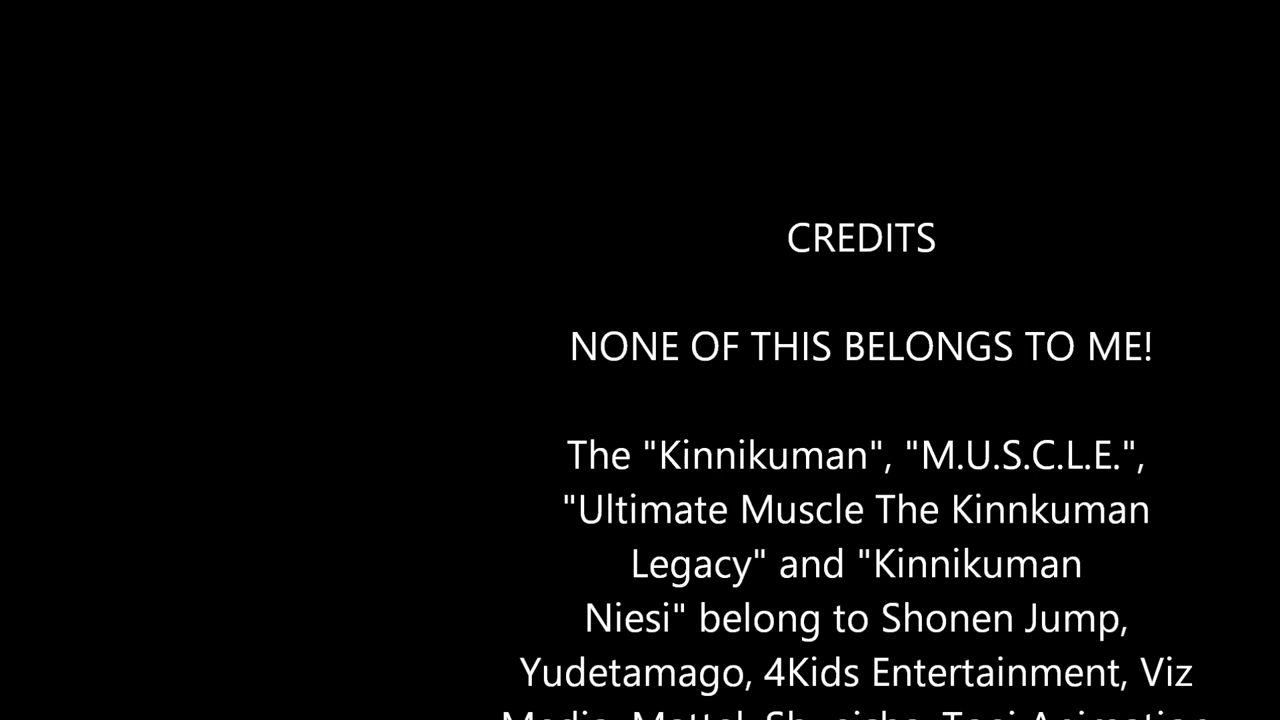 CREDITS
NONE OF THIS BELONGS TO ME!
The "Kinnikuman", "M.U.S.C.L.E.",
"Ultimate Muscle The Kinnkuman
Legacy" and "Kinnikuman
Niesi" belong to Shonen Jump,
Yudetamago, 4Kids Entertainment, Viz